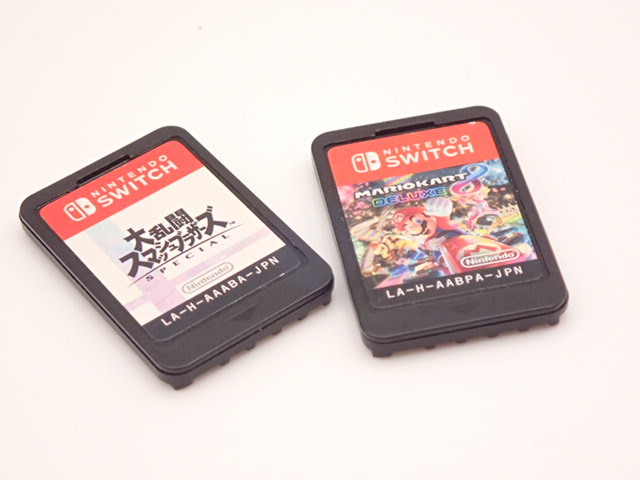 NINTENDO
SWITCH
大乱闘
スマッシュブラザーズ
SPECIAL
Nintendo
LA-H-AAABA-JPN
NINTENDO
SWITCH
MARIOKART 8
DELUXE
Nintendo
LA-H-AABPA-JPN